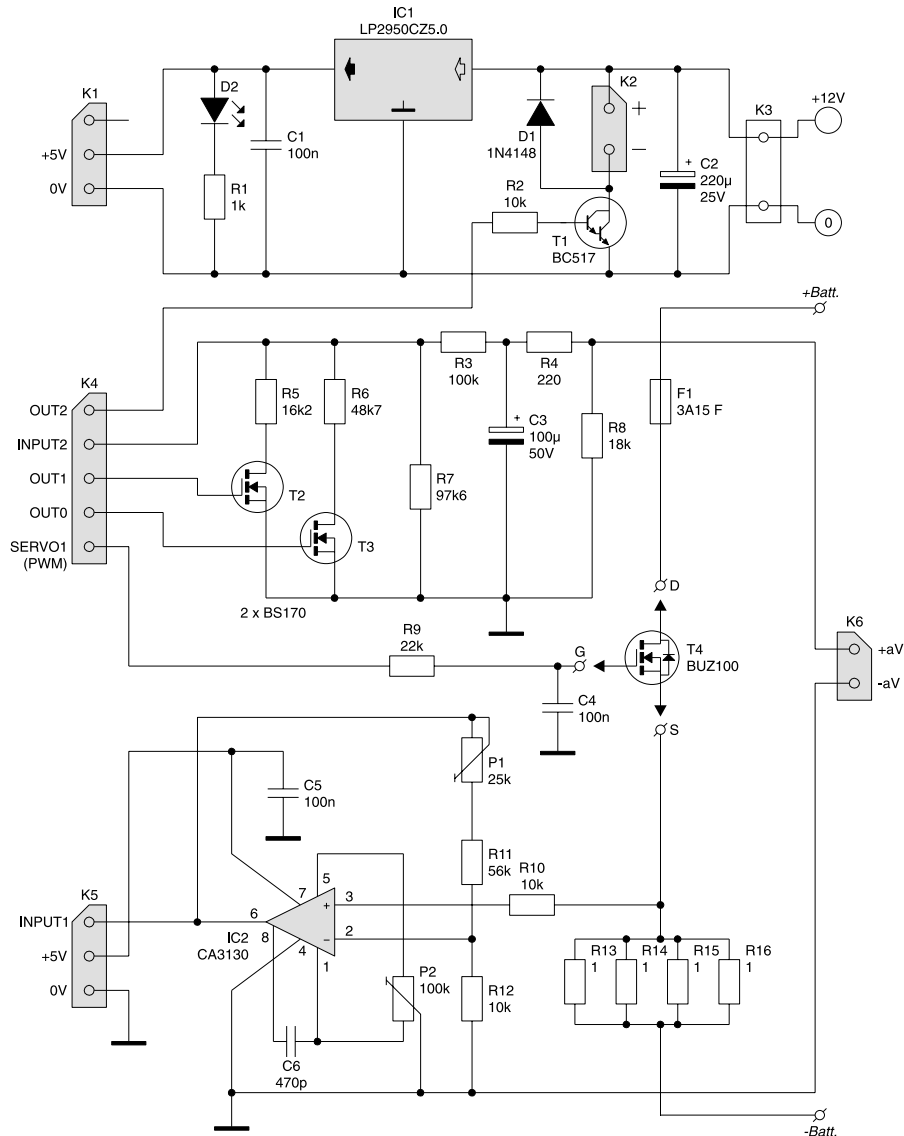 IC1
LP2950CZ5.0
K1
+5V
0V
D2
R1
1k
C1
100n
D1
1N4148
K2
+
−
R2
10k
T1
BC517
+
C2
220µ
25V
K3
+12V
0
+Batt.
K4
OUT2
INPUT2
OUT1
OUT0
SERVO1
(PWM)
R5
16k2
R6
48k7
R3
100k
R4
220
+
C3
100µ
50V
R8
18k
F1
3A15 F
T2
T3
R7
97k6
2 x BS170
D
R9
22k
G
T4
BUZ100
K6
+aV
-aV
C4
100n
S
P1
25k
C5
100n
R11
56k
R10
10k
K5
INPUT1
+5V
0V
IC2
CA3130
6
8
7
4
5
1
+
−
3
2
P2
100k
R12
10k
R13
1
R14
1
R15
1
R16
1
C6
470p
-Batt.